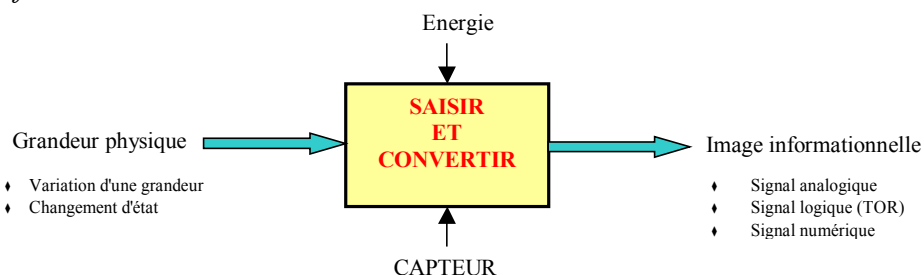 Energie
SAISIR
ET
CONVERTIR
Grandeur physique
♦ Variation d'une grandeur
♦ Changement d'état
Image informationnelle
♦ Signal analogique
♦ Signal logique (TOR)
♦ Signal numérique
CAPTEUR